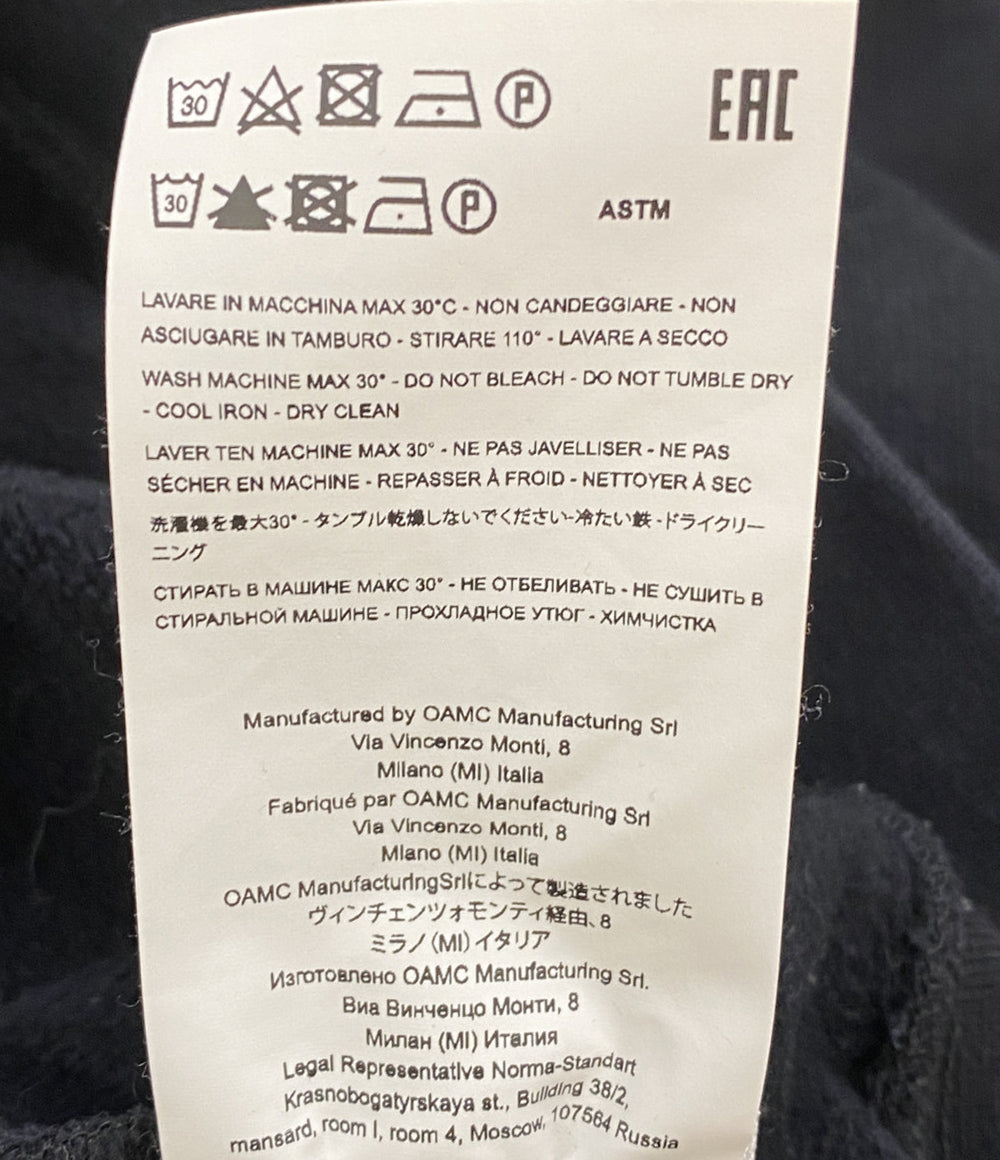 30 P EAC
30 P ASTM
LAVARE IN MACCHINA MAX 30°C - NON CANDEGGIARE - NON
ASCIUGARE IN TAMBURO - STIRARE 110° - LAVARE A SECCO
WASH MACHINE MAX 30° - DO NOT BLEACH - DO NOT TUMBLE DRY
- COOL IRON - DRY CLEAN
LAVER TEN MACHINE MAX 30° - NE PAS JAVELLISER - NE PAS
SÉCHER EN MACHINE - REPASSER À FROID - NETTOYER À SEC
洗濯機を最大30° - タンブル乾燥しないでください-冷たい鉄 - ドライクリー
ニング
СТИРАТЬ В МАШИНЕ МАКС 30° - НЕ ОТБЕЛИВАТЬ - НЕ СУШИТЬ В
СТИРАЛЬНОЙ МАШИНЕ - ПРОХЛАДНОЕ УТЮГ - ХИМЧИСТКА
Manufactured by OAMC Manufacturing Srl
Via Vincenzo Monti, 8
Milano (MI) Italia
Fabriqué par OAMC Manufacturing Srl
Via Vincenzo Monti, 8
Mlano (MI) Italia
OAMC ManufacturingSrlによって製造されました
ヴィンチェンツォモンティ経由、8
ミラノ(MI)イタリア
Изготовлено OAMC Manufacturing Srl.
Виа Винченцо Монти, 8
Милан (MI) Италия
Legal Representative Norma-Standart
Krasnobogatyrskaya st., Building 38/2,
mansard, room I, room 4, Moscow, 107564 Russia